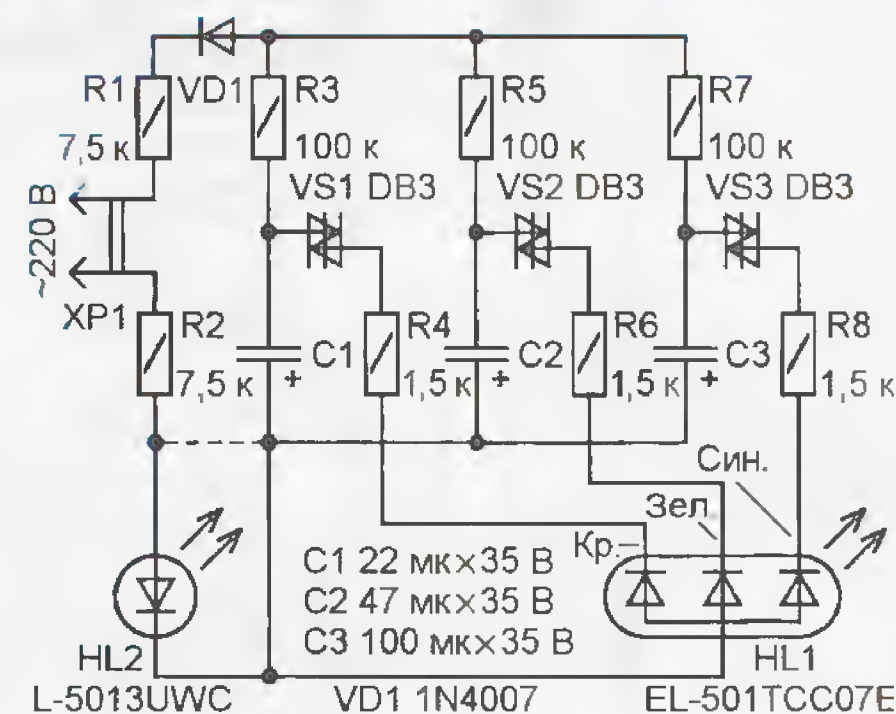 R1 VD1 R3 R5 R7
7,5 к 100 к 100 к 100 к
VS1 DB3 VS2 DB3 VS3 DB3
~220 В
XP1 R2 R4 R6 R8
C1 C2 C3
7,5 к + 1,5 к + 1,5 к + 1,5 к
Син.
Зел
Кр.
C1 22 мк×35 В
C2 47 мк×35 В
C3 100 мк×35 В
HL2 HL1
L-5013UWC VD1 1N4007 EL-501TCC07E